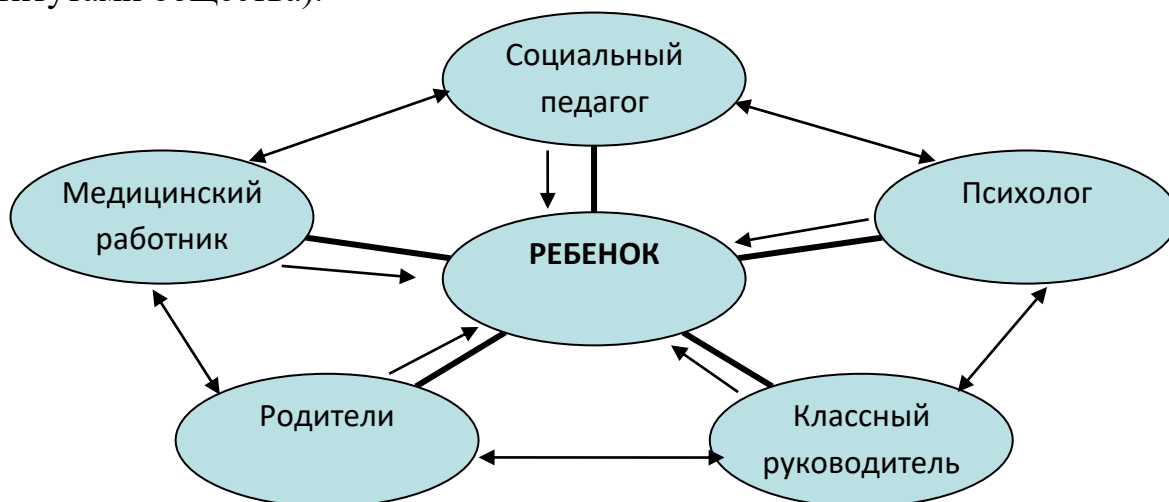 Социальный
педагог
Медицинский
работник
Психолог
РЕБЕНОК
Родители
Классный
руководитель